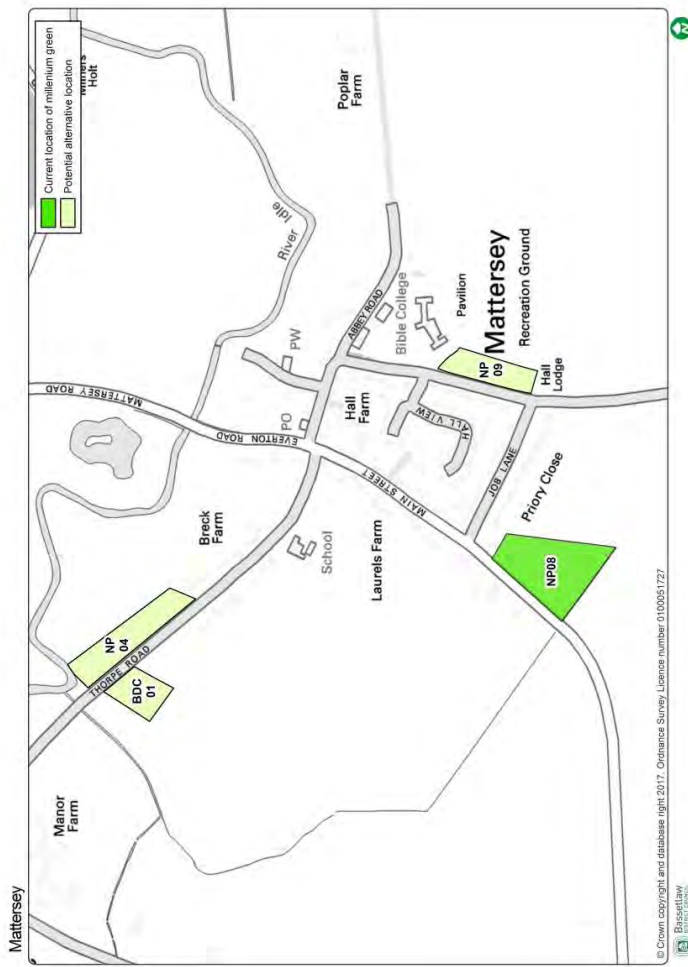 Mattersey
Current location of millenium green
Potential alternative location
Holt
River Idle
Poplar
Farm
MATTERSEY ROAD
PW
PO
EVERTON ROAD
ABBEY ROAD
Bible College
Pavilion
Mattersey
Recreation Ground
NP
09
Hall
Lodge
Hall
Farm
HALL VIEW
JOB LANE
Priory Close
MAIN STREET
Breck
Farm
School
Laurels Farm
NP08
NP
04
THORPE ROAD
BDC
01
Manor
Farm
© Crown copyright and database right 2017. Ordnance Survey Licence number 0100051727
Bassetlaw
DISTRICT COUNCIL
N